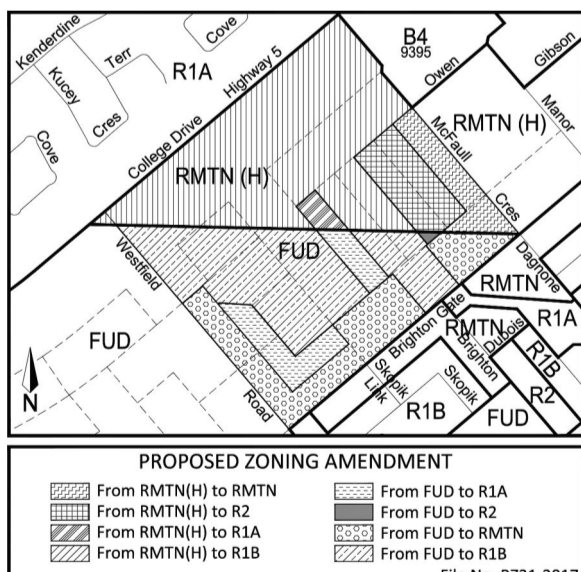 Kenderdine
Cove
Terr
Kucey
Cres
Cove
R1A
College Drive
Highway 5
B4
9395
Owen
Gibson
Manor
McFaull
Cres
RMTN (H)
RMTN (H)
FUD
Westfield
Road
FUD
N
Dagnone
RMTN
Brighton Gate
RMTN
Brighton
Dubois
R1A
R1B
R2
Skopik
Link
Skopik
R1B
FUD
PROPOSED ZONING AMENDMENT
From RMTN(H) to RMTN
From RMTN(H) to R2
From RMTN(H) to R1A
From RMTN(H) to R1B
From FUD to R1A
From FUD to R2
From FUD to RMTN
From FUD to R1B